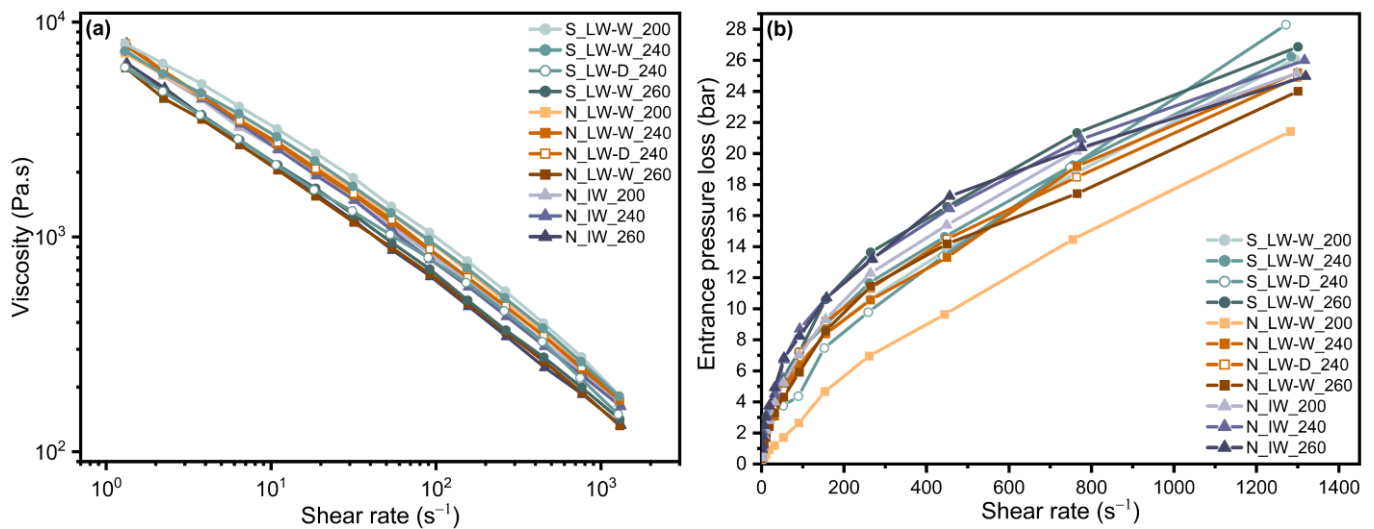 (a)
10⁴
10³
10²
Viscosity (Pa.s)
10⁰
10¹
10²
10³
Shear rate (s⁻¹)
S_LW-W_200
S_LW-W_240
S_LW-D_240
S_LW-W_260
N_LW-W_200
N_LW-W_240
N_LW-D_240
N_LW-W_260
N_IW_200
N_IW_240
N_IW_260
(b)
28
26
24
22
20
18
16
14
12
10
8
6
4
2
0
Entrance pressure loss (bar)
0
200
400
600
800
1000
1200
1400
Shear rate (s⁻¹)
S_LW-W_200
S_LW-W_240
S_LW-D_240
S_LW-W_260
N_LW-W_200
N_LW-W_240
N_LW-D_240
N_LW-W_260
N_IW_200
N_IW_240
N_IW_260